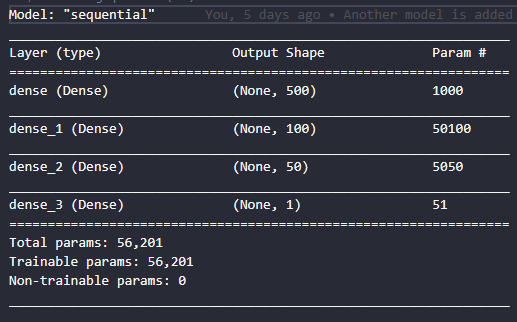 Model: "sequential" You, 5 days ago • Another model is added
Layer (type) Output Shape Param #
dense (Dense) (None, 500) 1000
dense_1 (Dense) (None, 100) 50100
dense_2 (Dense) (None, 50) 5050
dense_3 (Dense) (None, 1) 51
Total params: 56,201
Trainable params: 56,201
Non-trainable params: 0